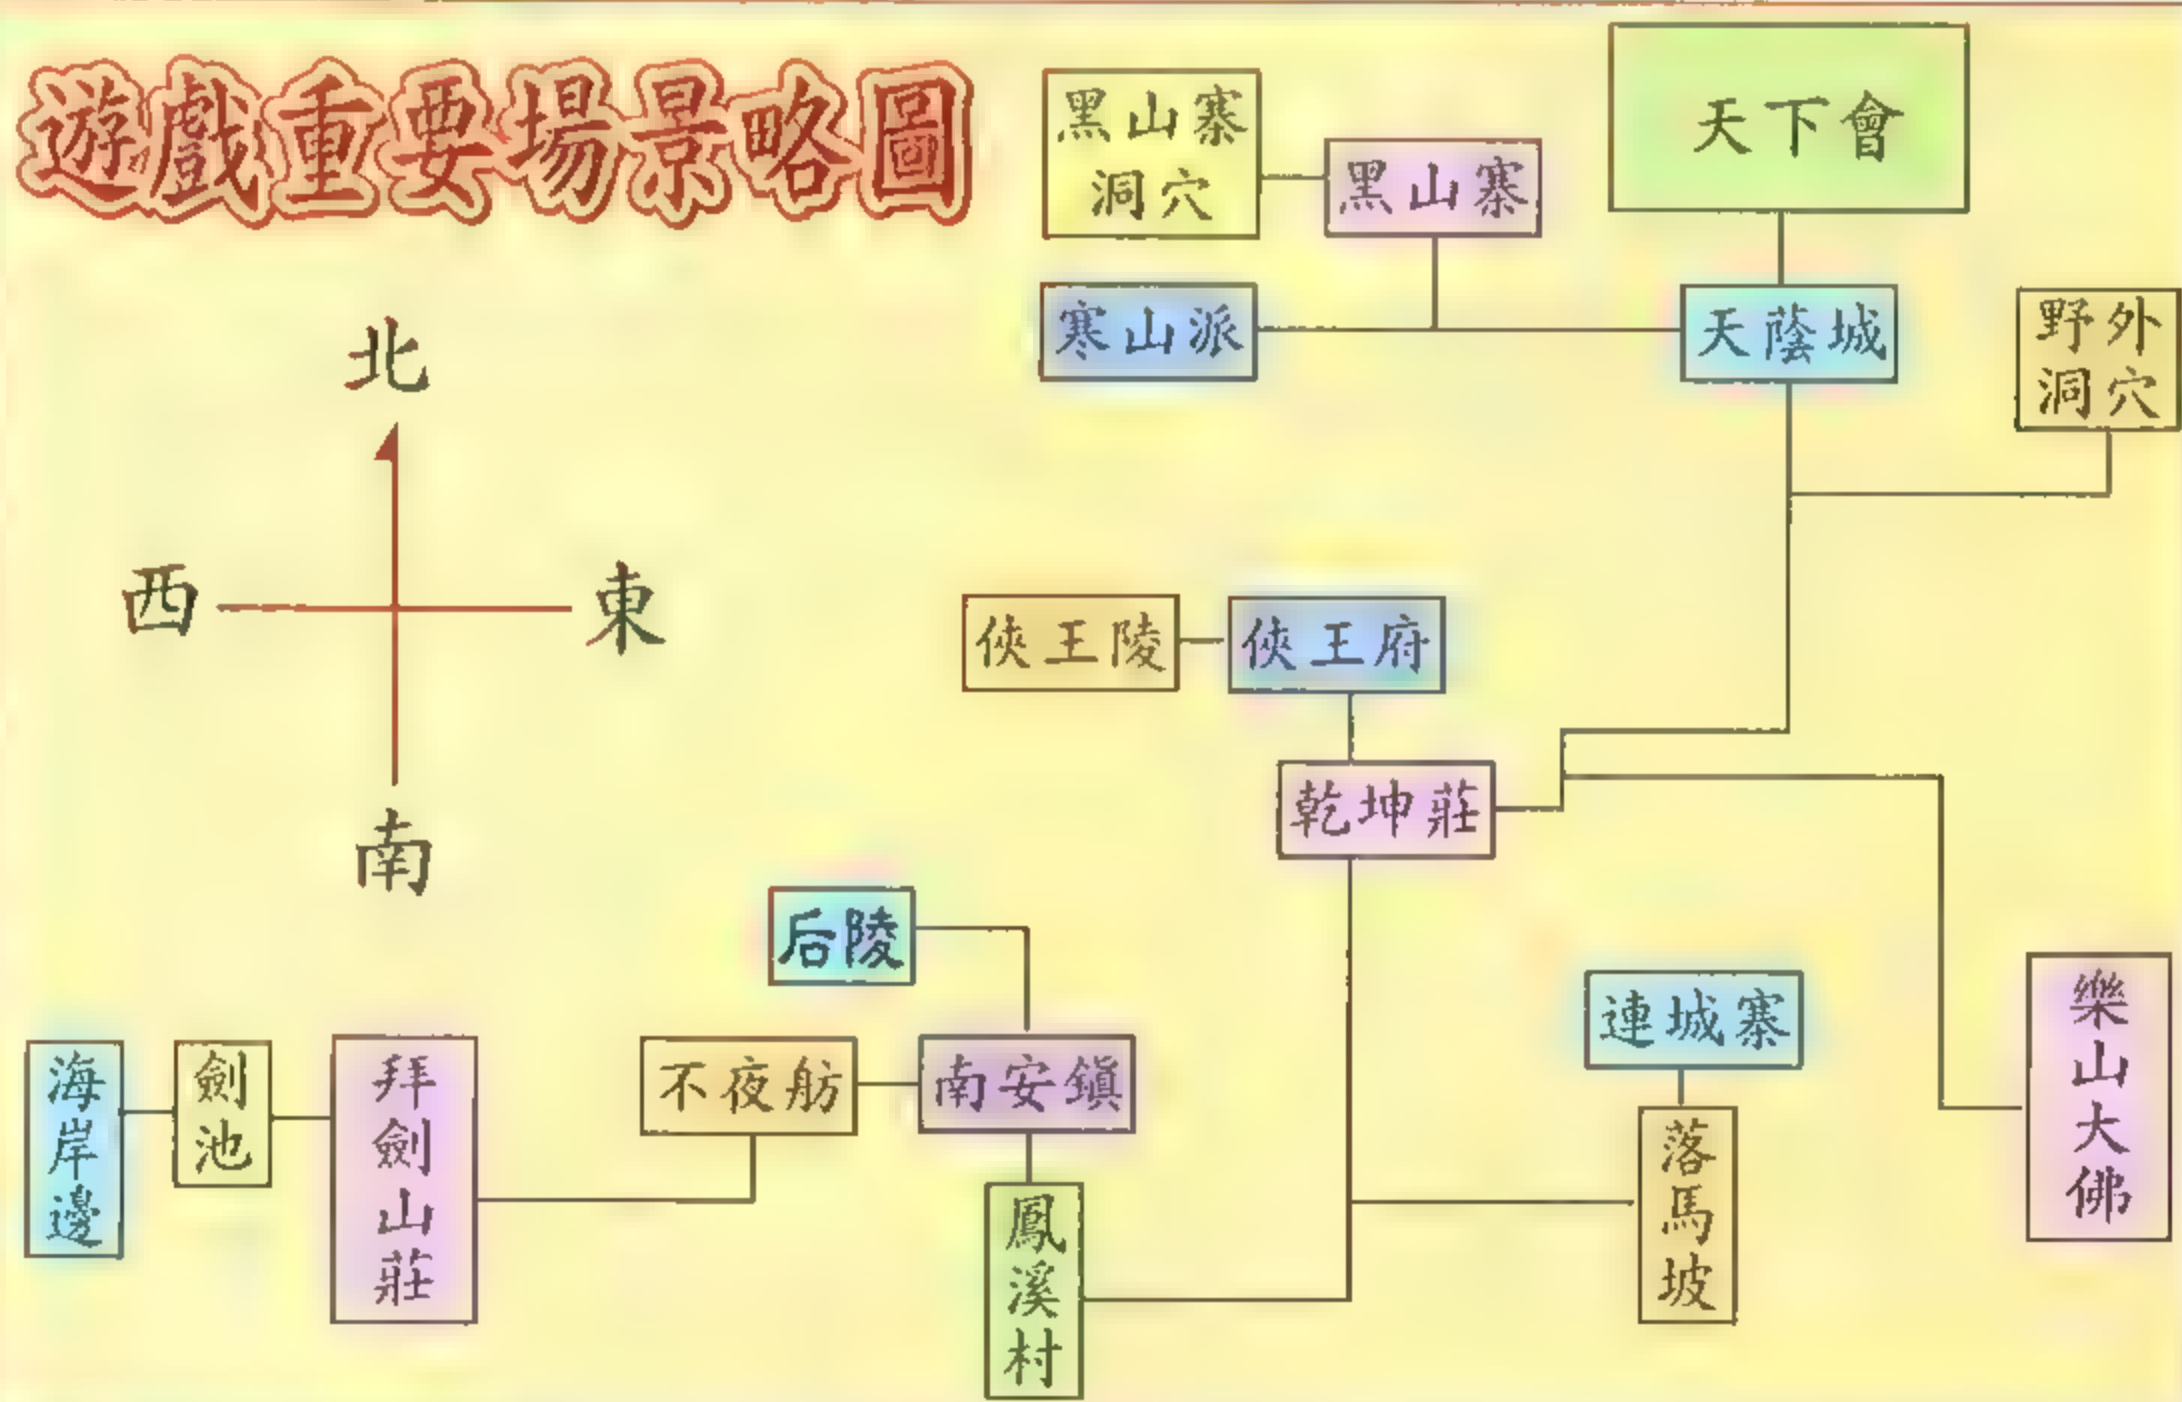 遊戲重要場景略圖
黑山寨
洞穴
黑山寨
天下會
寒山派
天蔭城
野外
洞穴
北
西
東
南
俠王陵
俠王府
乾坤莊
后陵
連城寨
樂山大佛
海岸邊
劍池
拜劍山莊
不夜舫
南安鎮
落馬坡
鳳溪村